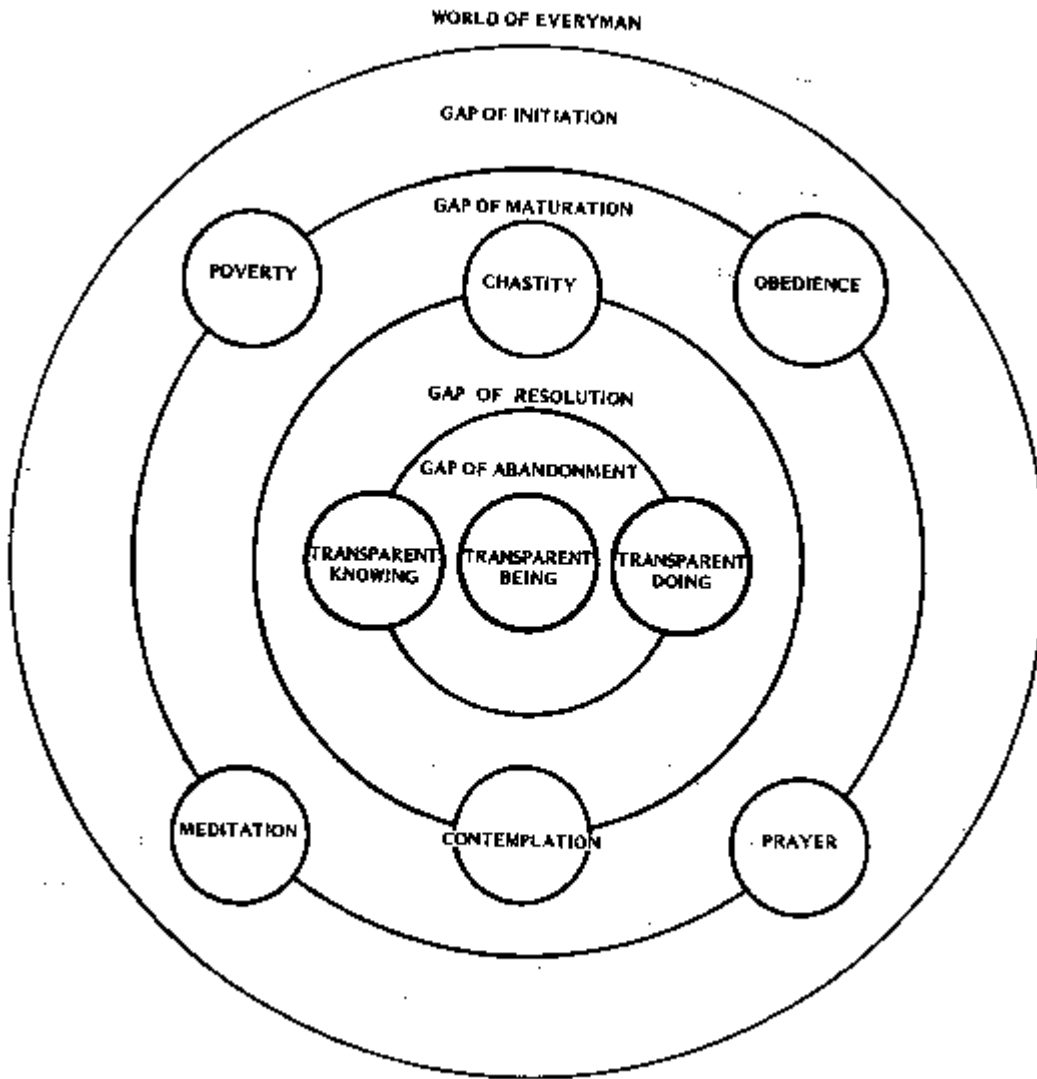 WORLD OF EVERYMAN
GAP OF INITIATION
GAP OF MATURATION
POVERTY
CHASTITY
OBEDIENCE
GAP OF RESOLUTION
GAP OF ABANDONMENT
TRANSPARENT
KNOWING
TRANSPARENT
BEING
TRANSPARENT
DOING
MEDITATION
CONTEMPLATION
PRAYER